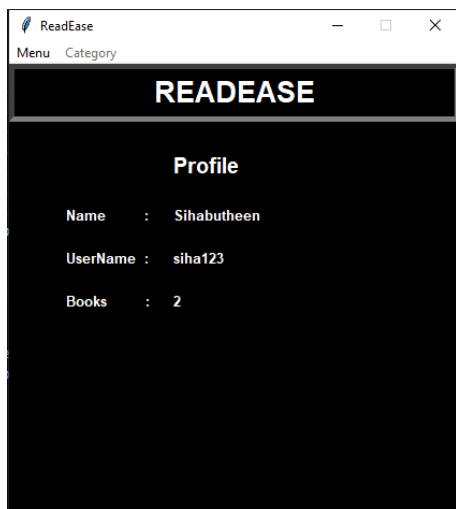 ReadEase
Menu Category
READEASE
Profile
Name : Sihabutheen
UserName : siha123
Books : 2